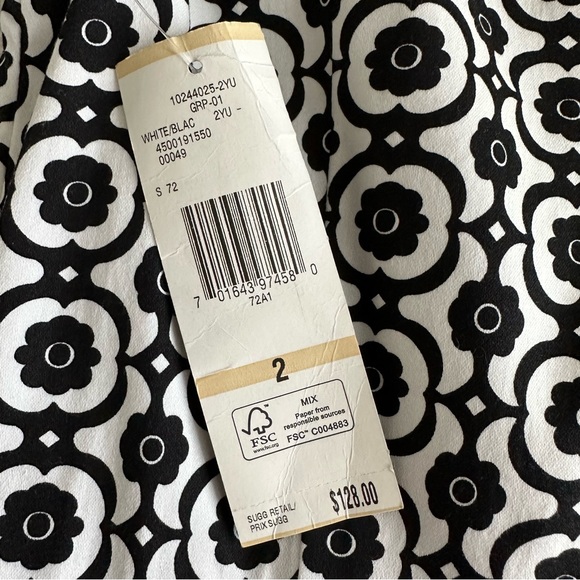 10244025-2YU
GRP-01
WHITE/BLAC 2YU -
4500191550
00049
S 72
7 01643 97458 0
72A1
2
MIX
Paper from
responsible sources
FSC™ C004883
FSC
www.fsc.org
SUGG RETAIL/
PRIX SUGG
$128.00